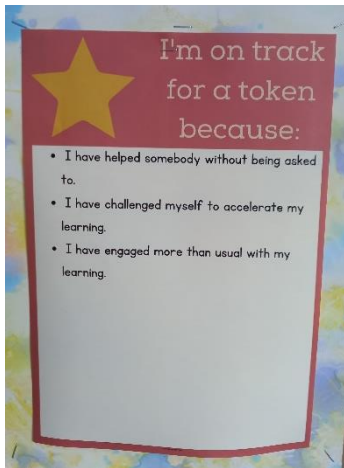 I'm on track
for a token
because:
• I have helped somebody without being asked
to.
• I have challenged myself to accelerate my
learning.
• I have engaged more than usual with my
learning.